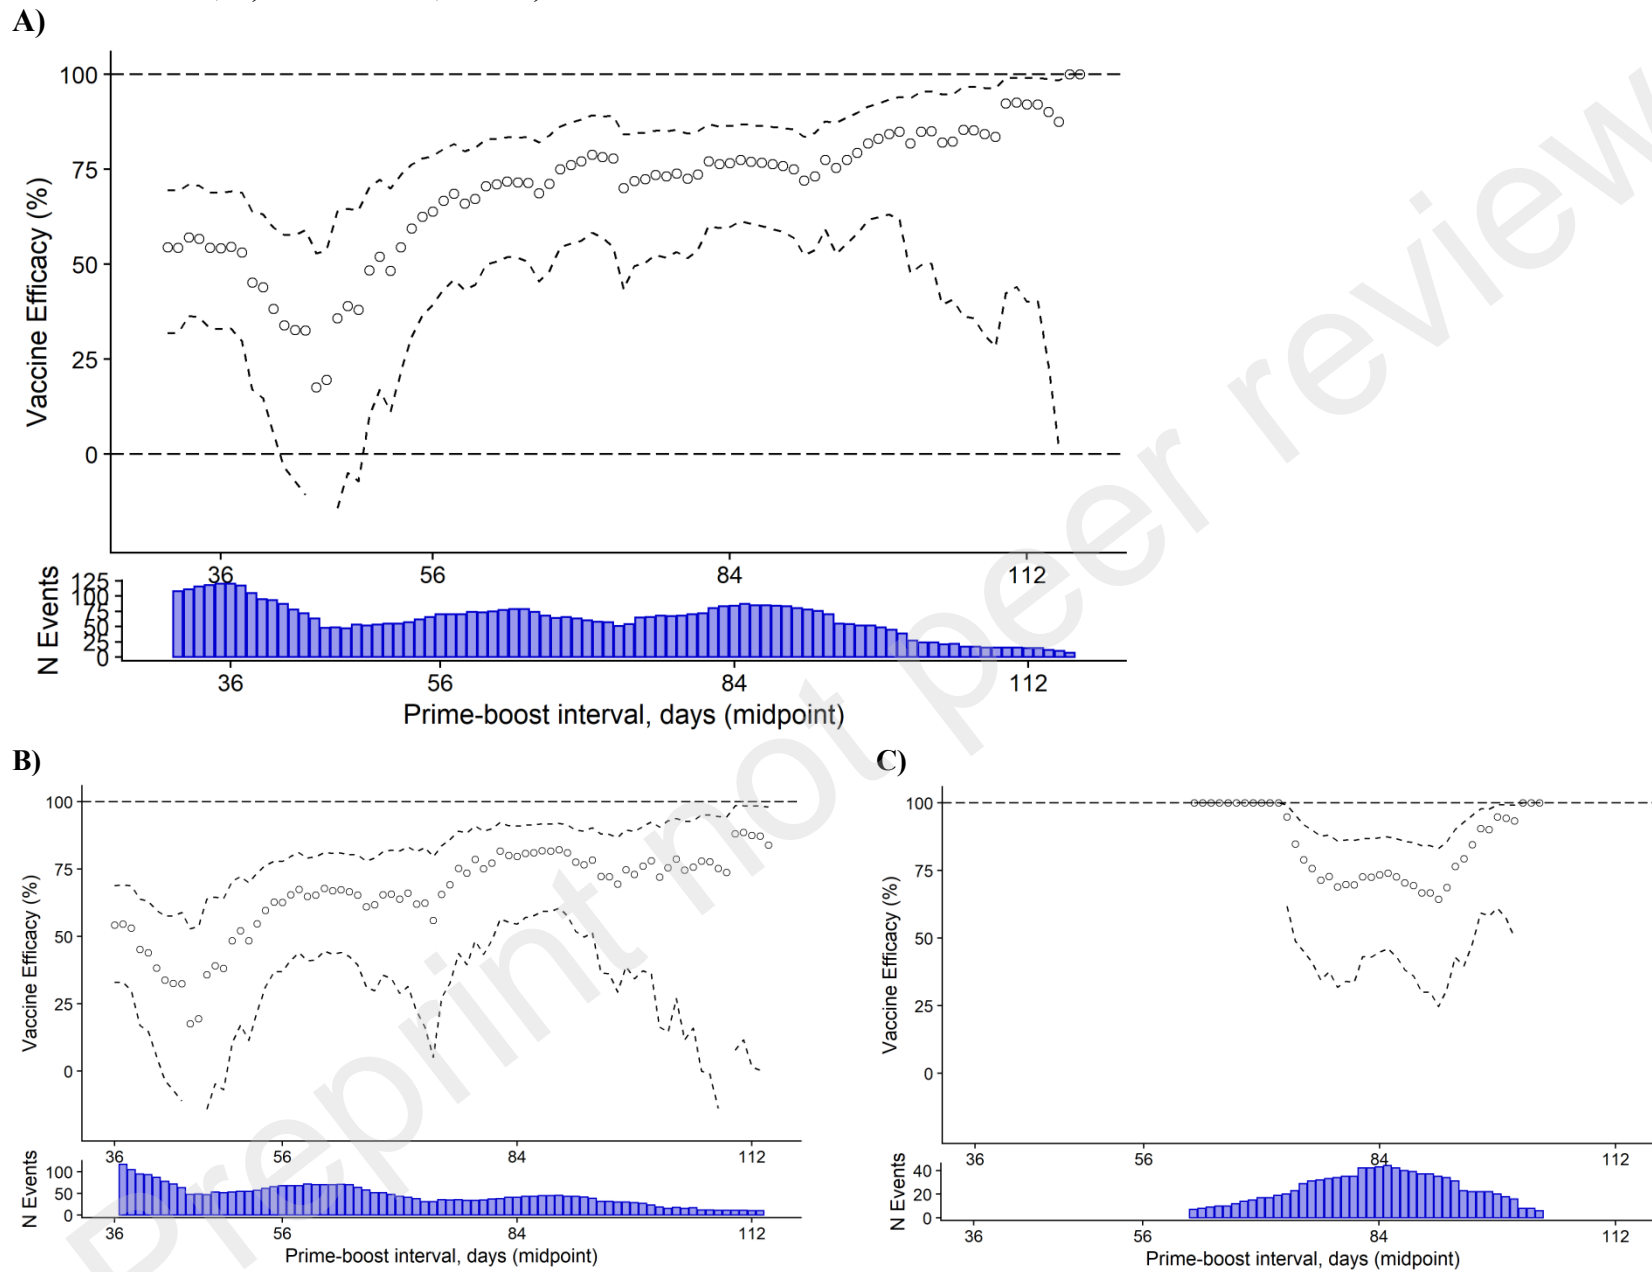 A)
100
75
50
25
0
Vaccine Efficacy (%)
36 56 84 112
125
100
75
50
25
0
N Events
36 56 84 112
Prime-boost interval, days (midpoint)
B)
100
75
50
25
0
Vaccine Efficacy (%)
36 56 84 112
100
50
0
N Events
36 56 84 112
Prime-boost interval, days (midpoint)
C)
100
75
50
25
0
Vaccine Efficacy (%)
36 56 84 112
40
20
0
N Events
36 56 84 112
Prime-boost interval, days (midpoint)
Preprint not peer review